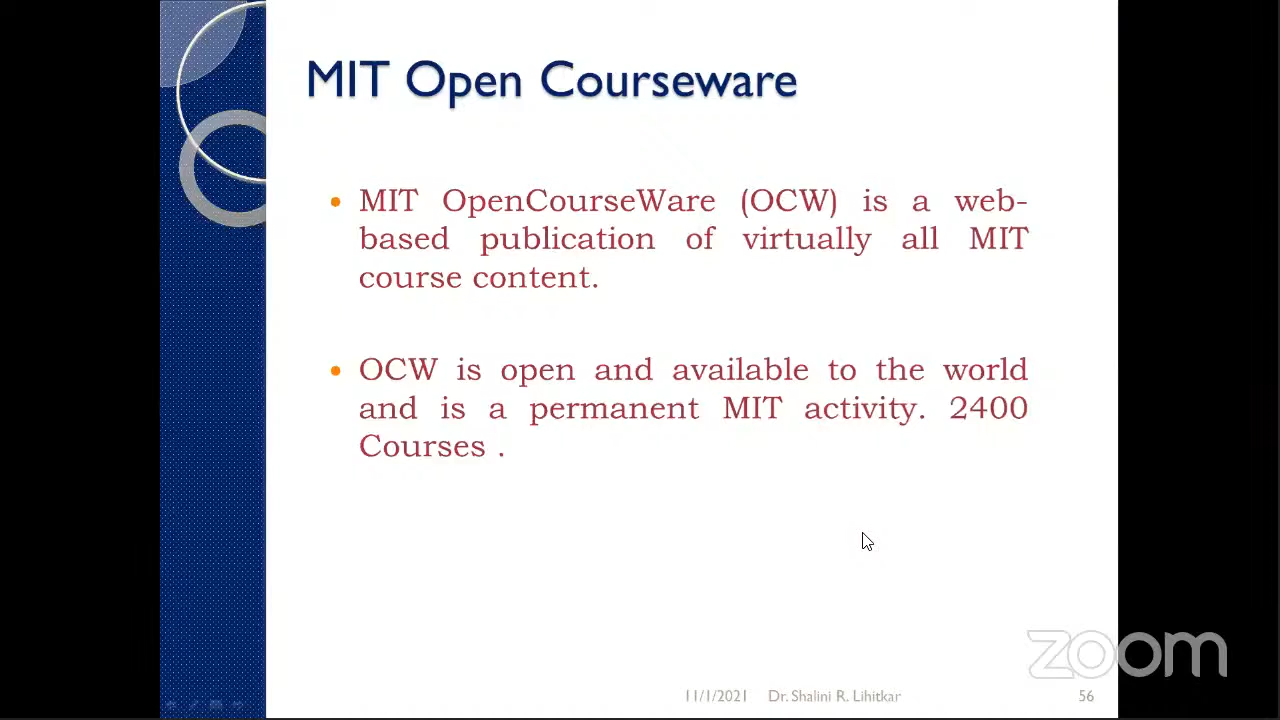 MIT Open Courseware
• MIT OpenCourseWare (OCW) is a web-
based publication of virtually all MIT
course content.
• OCW is open and available to the world
and is a permanent MIT activity. 2400
Courses .
zoom
11/1/2021 Dr. Shalini R. Lihitkar 56